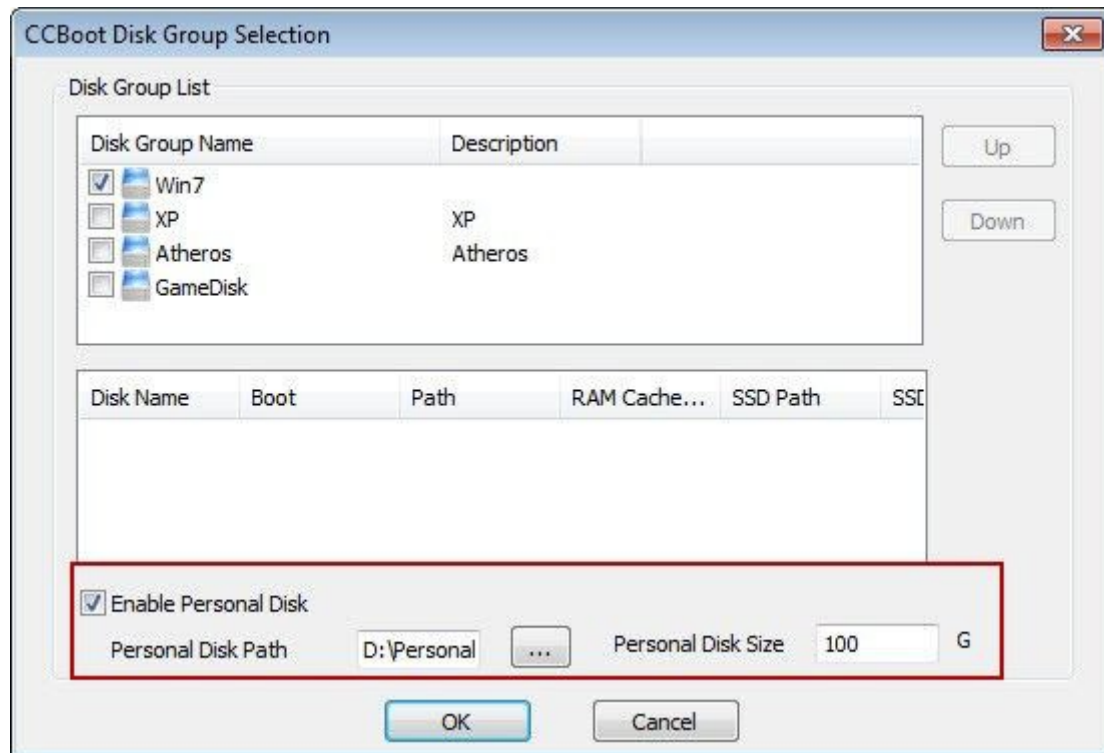 CCBoot Disk Group Selection
Disk Group List
Disk Group Name Description
Up
Win7
XP XP
Down
Atheros Atheros
GameDisk
Disk Name Boot Path RAM Cache... SSD Path SSD
Enable Personal Disk
Personal Disk Path D:\Personal ... Personal Disk Size 100 G
OK Cancel